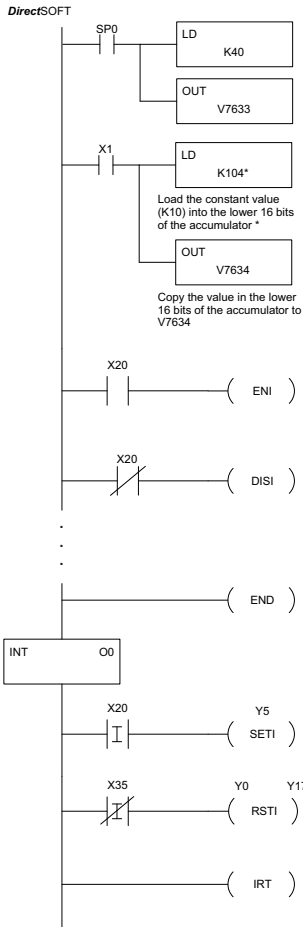 DirectSOFT
SP0
LD
K40
OUT
V7633
X1
LD
K104*
Load the constant value
(K10) into the lower 16 bits
of the accumulator *
OUT
V7634
Copy the value in the lower
16 bits of the accumulator to
V7634
X20
ENI
X20
DISI
END
INT O0
X20 Y5
I SETI
X35 Y0 Y17
I RSTI
IRT